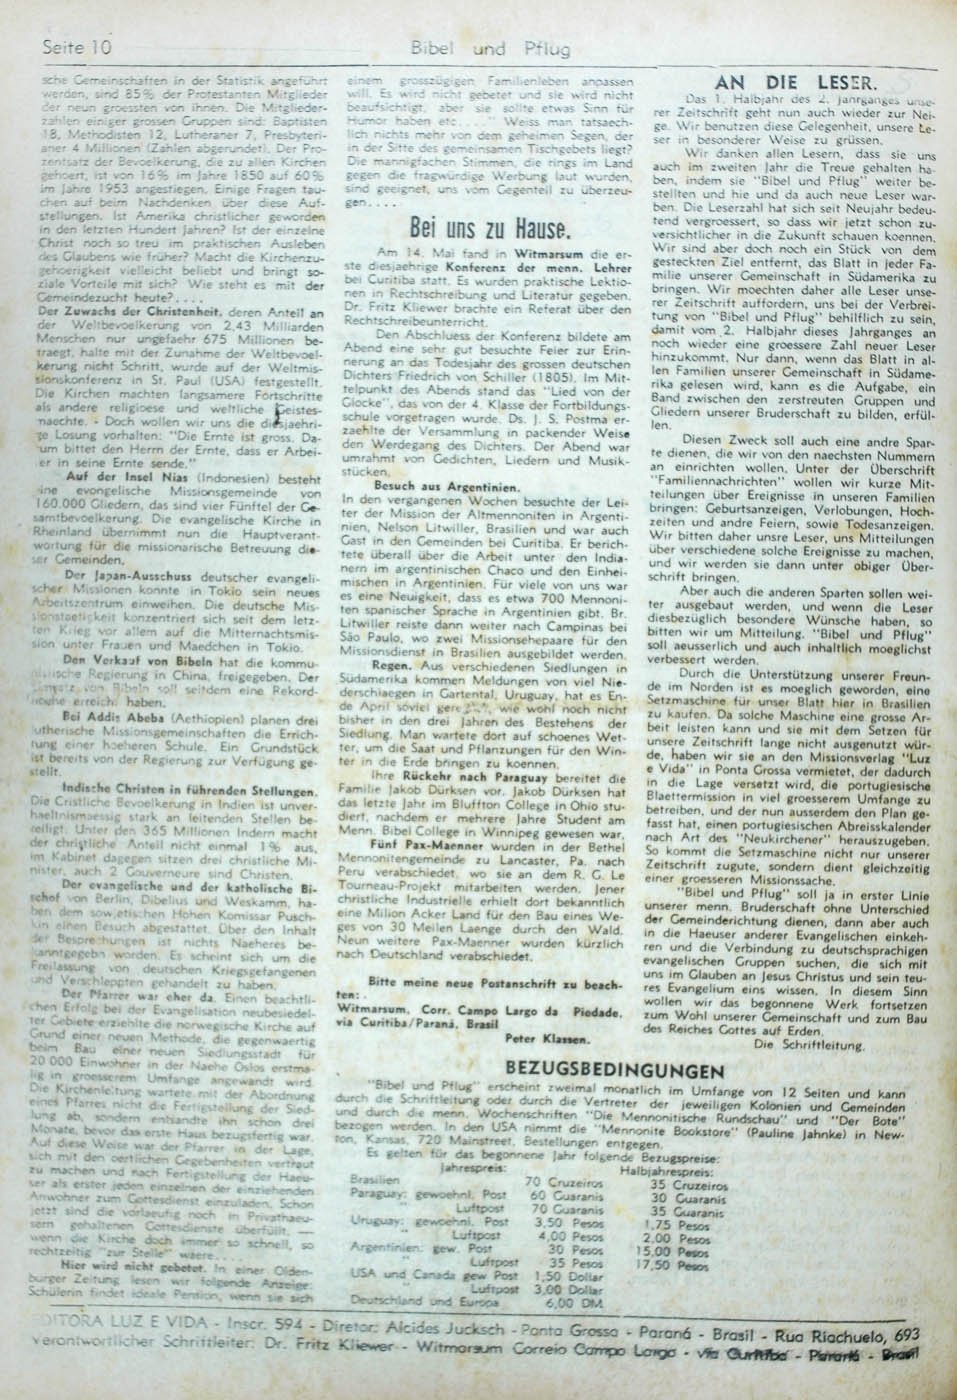 Seite 10
Bibel und Pflug
sche Gemeinschaften in der Statistik angefuhrt
werden, sind 85% der Protestanten Mitglieder
der neun groessten von ihnen. Die Mitglieder-
zahlen einiger grossen Gruppen sind: Baptisten
18, Methodisten 12, Lutheraner 7, Presbyteri-
aner 4 Millionen (Zahlen abgerundet). Der Pro-
zentsatz der Bevoelkerung, die zu allen Kirchen
gehoert, ist von 16% im Jahre 1850 auf 60%
im Jahre 1953 angestiegen. Einige Fragen tau-
chen auf beim Nachdenken über diese Auf-
stellungen. Ist Amerika christlicher geworden
in den letzten Hundert Jahren? Ist der einzelne
Christ noch so treu im praktischen Ausleben
des Glaubens wie früher? Macht die Kirchenzu-
gehoerigkeit vielleicht beliebt und bringt so-
ziale Vorteile mit sich? Wie steht es mit der
Gemeindezucht heute?....
Der Zuwachs der Christenheit, deren Anteil an
der Weltbevoelkerung von 2,43 Milliarden
Menschen nur ungefaehr 675 Millionen be-
traegt, halte mit der Zunahme der Weltbevoel-
kerung nicht Schritt, wurde auf der Weltmis-
sionskonferenz in St. Paul (USA) festgestellt.
Die Kirchen machten langsamere Fortschritte
als andere religioese und weltliche Geistes-
maechte. - Doch wollen wir uns die diesjaehri-
ge Losung vorhalten: "Die Ernte ist gross. Da-
rum bittet den Herrn der Ernte, dass er Arbei-
er in seine Ernte sende."
Auf der Insel Nias (Indonesien) besteht
eine evongelische Missionsgemeinde von
160.000 Gliedern, das sind vier Fünftel der Ge-
samtbevoelkerung. Die evangelische Kirche in
Rheinland übernimmt nun die Hauptverant-
wortung für die missionarische Betreuung die-
ser Gemeinden.
Der Japan-Ausschuss deutscher evangeli-
scher Missionen konnte in Tokio sein neues
Arbeitszentrum einweihen. Die deutsche Mis-
sionstaetigkeit konzentriert sich seit dem letz-
ten Krieg vor allem auf die Mitternachtsmis-
sion unter Frauen und Maedchen in Tokio.
Den Verkauf von Bibeln hat die kommu-
nistische Regierung in China, freigegeben. Der
Umsatz von Bibeln soll seitdem eine Rekord-
hoehe erreicht haben.
Bei Addis Abeba (Aethiopien) planen drei
lutherische Missionsgemeinschaften die Errich-
tung einer hoeheren Schule. Ein Grundstück
ist bereits von der Regierung zur Verfügung ge-
stellt.
Indische Christen in führenden Stellungen.
Die Cristliche Bevoelkerung in Indien ist unver-
haeltnismaessig stark an leitenden Stellen be-
teiligt. Unter den 365 Millionen Indern macht
der christliche Anteil nicht einmal 1% aus,
im Kabinet dagegen sitzen drei christliche Mi-
nister, auch 2 Gouverneure sind Christen.
Der evangelische und der katholische Bi-
schof von Berlin, Dibelius und Weskamm, ha-
ben dem sowjetischen Hohen Komissar Pusch-
kin einen Besuch abgestattet. Über den Inhalt
der Besprechungen ist nichts Naeheres be-
kanntgegeben worden. Es scheint sich um die
Freilassung von deutschen Kriegsgefangenen
und Verschleppten gehandelt zu haben.
Der Pfarrer war eher da. Einen beachtli-
chen Erfolg bei der Evangelisation neubesiedel-
ter Gebiete erziehlte die norwegische Kirche auf
Grund einer neuen Methode, die gegenwaertig
beim Bau einer neuen Siedlungsstadt für
20 000 Einwohner in der Naehe Oslos erstma-
lig in groesserem Umfange angewandt wird.
Die Kirchenleitung wartete mit der Abordnung
eines Pfarres nicht die Fertigstellung der Sied-
lung ab, sondern entsandte ihn schon drei
Monate, bevor das erste Haus bezugsfertig war.
Auf diese Weise war der Pfarrer in der Lage,
sich mit den oertlichen Gegebenheiten vertraut
zu machen und nach Fertigstellung der Haeu-
ser als erster jeden einzelnen der einziehenden
Anwohner zum Gottesdienst einzuladen. Schon
jetzt sind die vorlaeufig noch in Privathaeu-
sern gehaltenen Gottesdienste überfüllt, —
wenn die Kirche doch immer so schnell, so
rechtzeitig "zur Stelle" waere...
Hier wird nicht gebetet. In einer Olden-
burger Zeitung lesen wir folgende Anzeige:
Schülerin findet ideale Pension, wenn sie sich
einem grosszügigen Familienleben anpassen
will. Es wird nicht gebetet und sie wird nicht
beaufsichtigt, aber sie sollte etwas Sinn für
Humor haben etc...." Weiss man tatsaech-
lich nichts mehr von dem geheimen Segen, der
in der Sitte des gemeinsamen Tischgebets liegt?
Die mannigfachen Stimmen, die rings im Land
gegen die fragwürdige Werbung laut wurden,
sind geeignet, uns vom Gegenteil zu überzeu-
gen....
Bei uns zu Hause.
Am 14. Mai fand in Witmarsum die er-
ste diesjaehrige Konferenz der menn. Lehrer
bei Curitiba statt. Es wurden praktische Lektio-
nen in Rechtschreibung und Literatur gegeben.
Dr. Fritz Kliewer brachte ein Referat über den
Rechtschreibeunterricht.
Den Abschluess der Konferenz bildete am
Abend eine sehr gut besuchte Feier zur Erin-
nerung an das Todesjahr des grossen deutschen
Dichters Friedrich von Schiller (1805). Im Mit-
telpunkt des Abends stand das "Lied von der
Glocke", das von der 4. Klasse der Fortbildungs-
schule vorgetragen wurde. Ds. J. S. Postma er-
zaehlte der Versammlung in packender Weise
den Werdegang des Dichters. Der Abend war
umrahmt von Gedichten, Liedern und Musik-
stücken.
Besuch aus Argentinien.
In den vergangenen Wochen besuchte der Lei-
ter der Mission der Altmennoniten in Argenti-
nien, Nelson Litwiller, Brasilien und war auch
Gast in den Gemeinden bei Curitiba. Er berich-
tete überall über die Arbeit unter den India-
nern im argentinischen Chaco und den Einhei-
mischen in Argentinien. Für viele von uns war
es eine Neuigkeit, dass es etwa 700 Mennoni-
ten spanischer Sprache in Argentinien gibt. Br.
Litwiller reiste dann weiter nach Campinas bei
São Paulo, wo zwei Missionsehepaare für den
Missionsdienst in Brasilien ausgebildet werden.
Regen. Aus verschiedenen Siedlungen in
Südamerika kommen Meldungen von viel Nie-
derschlaegen in Gartental, Uruguay, hat es En-
de April soviel wie wohl noch nicht
bisher in den drei Jahren des Bestehens der
Siedlung. Man wartete dort auf schoenes Wet-
ter, um die Saat und Pflanzungen für den Win-
ter in die Erde bringen zu koennen.
Ihre Rückehr nach Paraguay bereitet die
Familie Jakob Dürksen vor. Jakob Dürksen hat
das letzte Jahr im Bluffton College in Ohio stu-
diert, nachdem er mehrere Jahre Student am
Menn. Bibel College in Winnipeg gewesen war.
Fünf Pax-Maenner wurden in der Bethel
Mennonitengemeinde zu Lancaster, Pa. nach
Peru verabschiedet, wo sie an dem R. G. Le
Tourneau-Projekt mitarbeiten werden. Jener
christliche Industrielle erhielt dort bekanntlich
eine Milion Acker Land für den Bau eines We-
ges von 30 Meilen Laenge durch den Wald.
Neun weitere Pax-Maenner wurden kürzlich
nach Deutschland verabschiedet.
Bitte meine neue Postanschrift zu beach-
ten:.
Witmarsum, Corr. Campo Largo da Piedade,
via Curitiba/Paraná, Brasil
Peter Klassen.
AN DIE LESER.
Das 1. Halbjahr des 2. Jahrganges unse-
rer Zeitschrift geht nun auch wieder zur Nei-
ge. Wir benutzen diese Gelegenheit, unsere Le-
ser in besonderer Weise zu grüssen.
Wir danken allen Lesern, dass sie uns
auch im zweiten Jahr die Treue gehalten ha-
ben, indem sie "Bibel und Pflug" weiter be-
stellten und hie und da auch neue Leser war-
ben. Die Leserzahl hat sich seit Neujahr bedeu-
tend vergroessert, so dass wir jetzt schon zu-
versichtlicher in die Zukunft schauen koennen.
Wir sind aber doch noch ein Stück von dem
gesteckten Ziel entfernt, das Blatt in jeder Fa-
milie unserer Gemeinschaft in Südamerika zu
bringen. Wir moechten daher alle Leser unse-
rer Zeitschrift auffordern, uns bei der Verbrei-
tung von "Bibel und Pflug" behilflich zu sein,
damit vom 2. Halbjahr dieses Jahrganges an
noch wieder eine groessere Zahl neuer Leser
hinzukommt. Nur dann, wenn das Blatt in al-
len Familien unserer Gemeinschaft in Südame-
rika gelesen wird, kann es die Aufgabe, ein
Band zwischen den zerstreuten Gruppen und
Gliedern unserer Bruderschaft zu bilden, erfül-
len.
Diesen Zweck soll auch eine andre Spar-
te dienen, die wir von den naechsten Nummern
an einrichten wollen. Unter der Überschrift
"Familiennachrichten" wollen wir kurze Mit-
teilungen über Ereignisse in unseren Familien
bringen: Geburtsanzeigen, Verlobungen, Hoch-
zeiten und andre Feiern, sowie Todesanzeigen.
Wir bitten daher unsre Leser, uns Mitteilungen
über verschiedene solche Ereignisse zu machen,
und wir werden sie dann unter obiger Über-
schrift bringen.
Aber auch die anderen Sparten sollen wei-
ter ausgebaut werden, und wenn die Leser
diesbezüglich besondere Wünsche haben, so
bitten wir um Mitteilung. "Bibel und Pflug"
soll aeusserlich und auch inhaltlich moeglichst
verbessert werden.
Durch die Unterstützung unserer Freun-
de im Norden ist es moeglich geworden, eine
Setzmaschine für unser Blatt hier in Brasilien
zu kaufen. Da solche Maschine eine grosse Ar-
beit leisten kann und sie mit dem Setzen für
unsere Zeitschrift lange nicht ausgenutzt wür-
de, haben wir sie an den Missionsverlag "Luz
e Vida" in Ponta Grossa vermietet, der dadurch
in die Lage versetzt wird, die portugiesische
Blaettermission in viel groesserem Umfange zu
betreiben, und der nun ausserdem den Plan ge-
fasst hat, einen portugiesischen Abreisskalender
nach Art des "Neukirchener" herauszugeben.
So kommt die Setzmaschine nicht nur unserer
Zeitschrift zugute, sondern dient gleichzeitig
einer groesseren Missionssache.
"Bibel und Pflug" soll ja in erster Linie
unserer menn. Bruderschaft ohne Unterschied
der Gemeinderichtung dienen, dann aber auch
in die Haeuser anderer Evangelischen einkeh-
ren und die Verbindung zu deutschsprachigen
evangelischen Gruppen suchen, die sich mit
uns im Glauben an Jesus Christus und sein teu-
res Evangelium eins wissen. In diesem Sinn
wollen wir das begonnene Werk fortsetzen
zum Wohl unserer Gemeinschaft und zum Bau
des Reiches Gottes auf Erden.
Die Schriftleitung.
BEZUGSBEDINGUNGEN
"Bibel und Pflug" erscheint zweimal monatlich im Umfange von 12 Seiten und kann
durch die Schriftleitung oder durch die Vertreter der jeweiligen Kolonien und Gemeinden
und durch die menn. Wochenschriften "Die Mennonitische Rundschau" und "Der Bote"
bezogen werden. In den USA nimmt die "Mennonite Bookstore" (Pauline Jahnke) in New-
ton, Kansas, 720 Mainstreet, Bestellungen entgegen.
Es gelten für das begonnene Jahr folgende Bezugspreise:
Jahrespreis: Halbjahrespreis:
Brasilien 70 Cruzeiros 35 Cruzeiros
Paraguay: gewoehnl. Post 60 Guaranis 30 Guaranis
" Luftpost 70 Guaranis 35 Guaranis
Uruguay: gewoehnl. Post 3,50 Pesos 1,75 Pesos
" Luftpost 4,00 Pesos 2,00 Pesos
Argentinien: gew. Post 30 Pesos 15,00 Pesos
" Luftpost 35 Pesos 17,50 Pesos
USA und Canada gew Post 1,50 Dollar
" Luftpost 3,00 Dollar
Deutschland und Europa 6,00 DM.
EDITORA LUZ E VIDA - Inscr. 594 - Diretor: Alcides Jucksch - Ponta Grossa - Paraná - Brasil - Rua Riachuelo, 693
Verantwortlicher Schriftleiter: Dr. Fritz Kliewer - Witmarsum Correio Campo Largo - via Curitiba - Paraná - Brasil